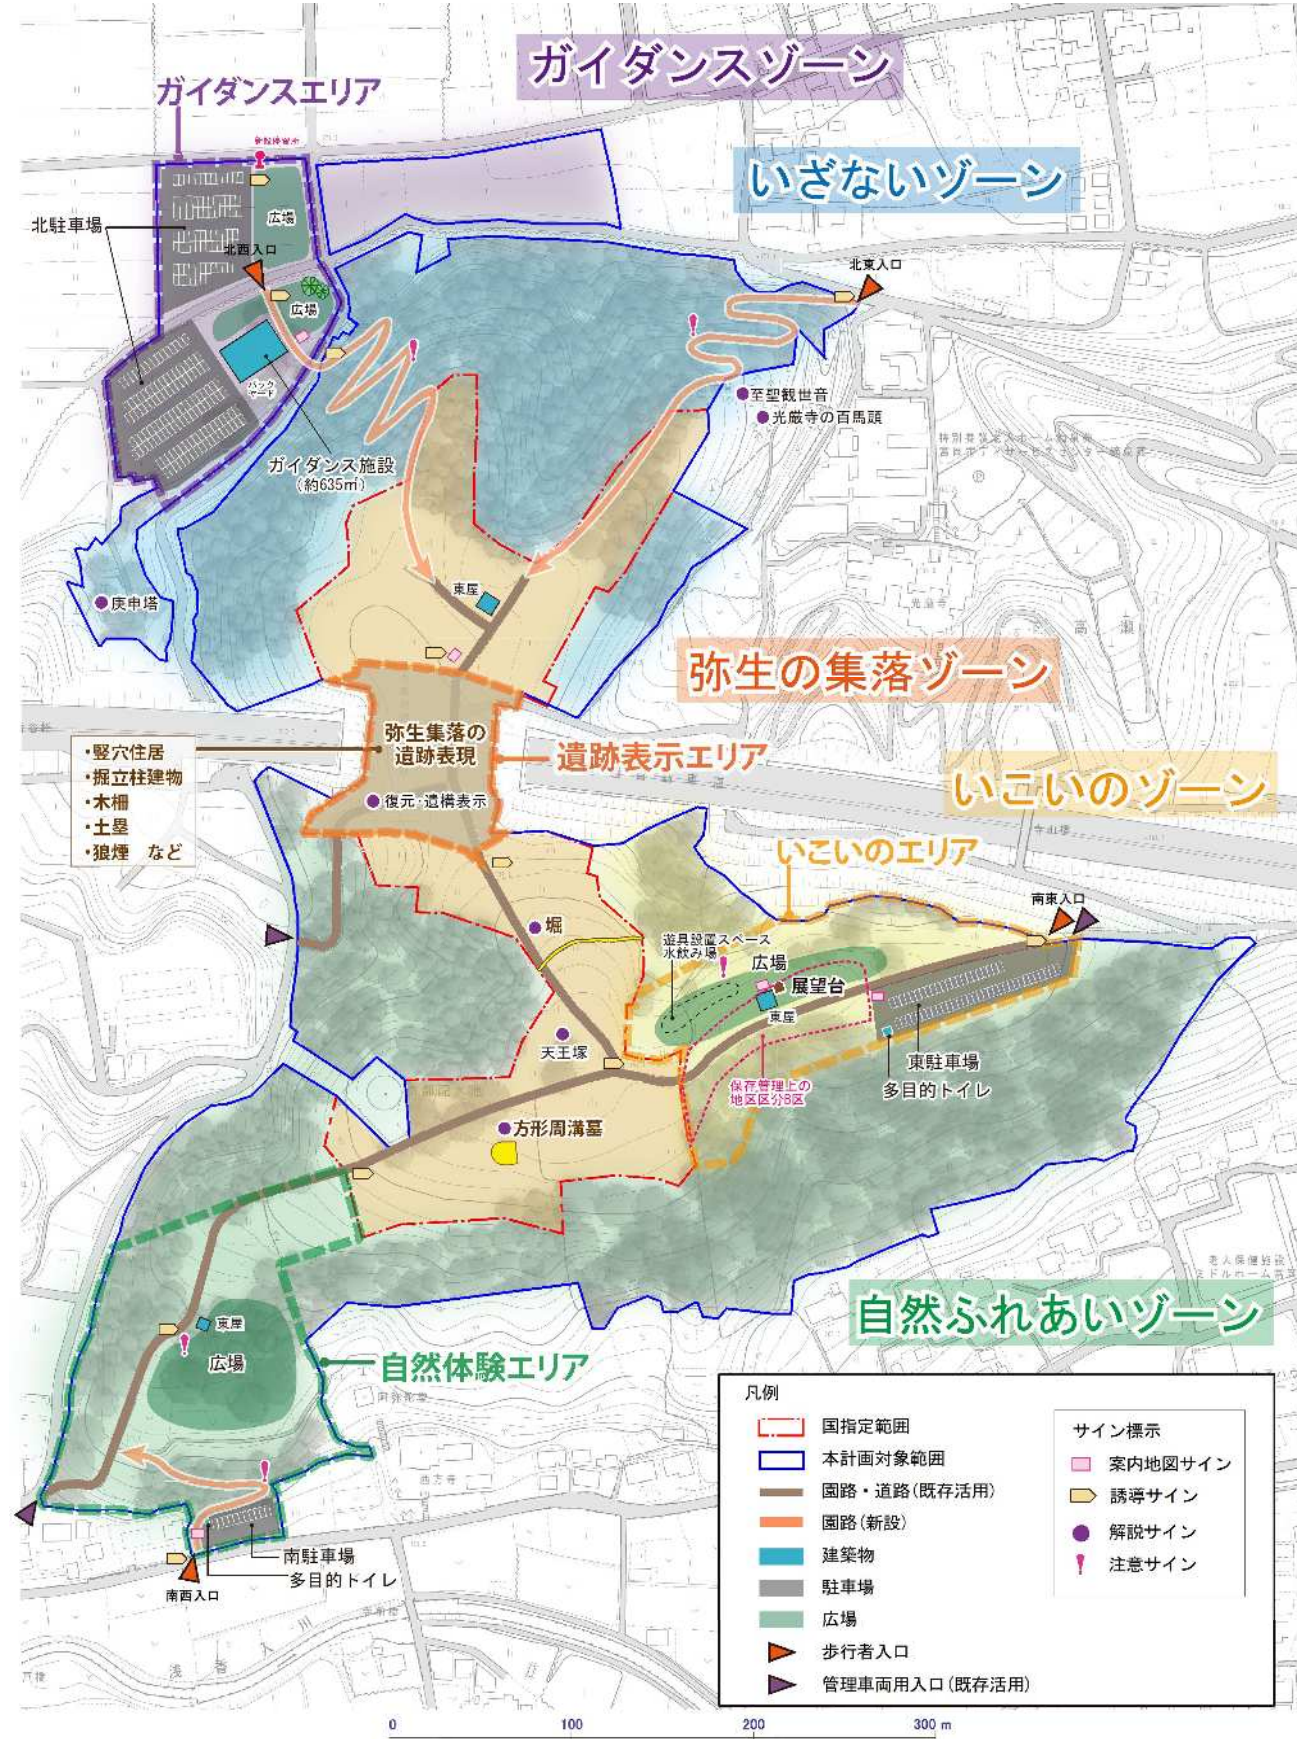 ガイダンスゾーン
ガイダンスエリア
いざないゾーン
北駐車場
広場
北西入口
北東入口
広場
バック
ヤード
ガイダンス施設
(約635㎡)
至聖観世音
光厳寺の百馬頭
庚申塔
東屋
弥生の集落ゾーン
弥生集落の
遺跡表現
遺跡表示エリア
・竪穴住居
・掘立柱建物
・木柵
・土塁
・狼煙 など
復元・遺構表示
いこいのゾーン
いこいのエリア
南東入口
堀
遊具設置スペース
水飲み場
広場
展望台
東屋
天王塚
東駐車場
多目的トイレ
保存管理上の
地区区分B区
方形周溝墓
自然ふれあいゾーン
東屋
広場
自然体験エリア
南駐車場
多目的トイレ
南西入口
凡例
国指定範囲
本計画対象範囲
園路・道路(既存活用)
園路(新設)
建築物
駐車場
広場
歩行者入口
管理車両用入口(既存活用)
サイン標示
案内地図サイン
誘導サイン
解説サイン
注意サイン
0 100 200 300 m